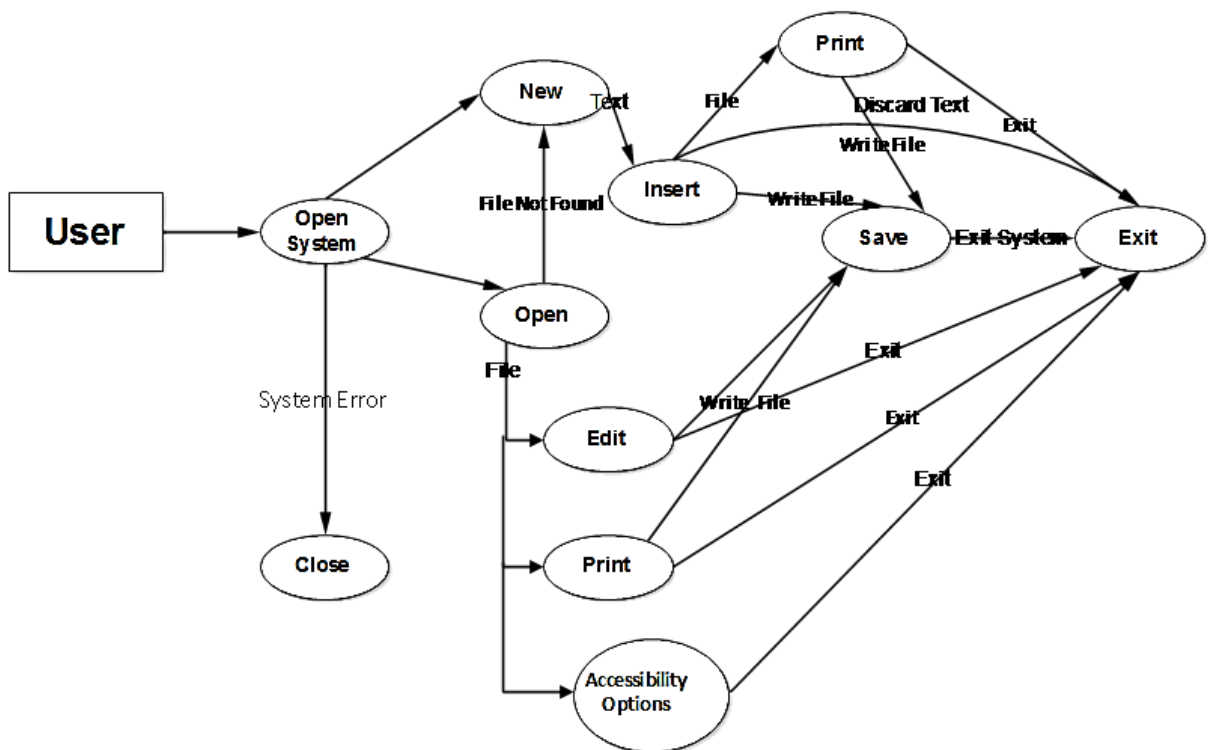 Print
New
Text
File
Discard Text
Exit
Write File
Insert
File Not Found
Write File
User
Open
System
Save
Exit System
Exit
Open
File
Exit
System Error
Write File
Exit
Edit
Exit
Close
Print
Accessibility
Options